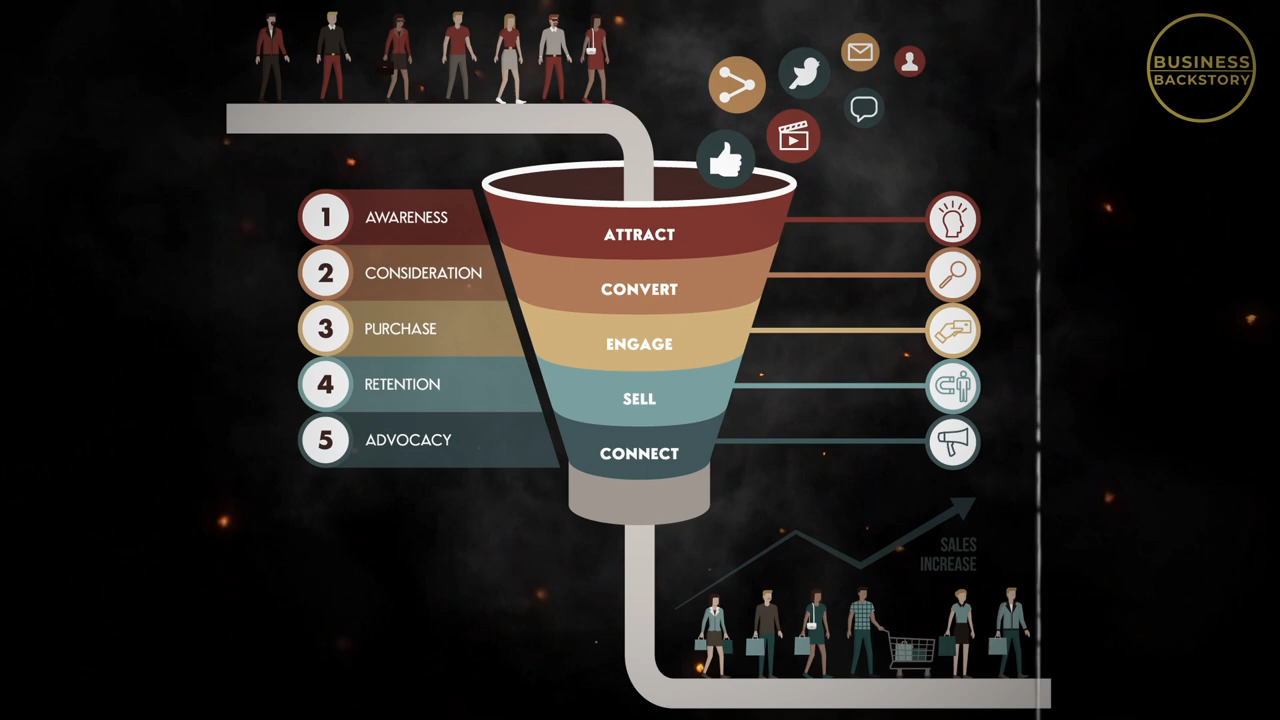 BUSINESS
BACKSTORY
1 AWARENESS
ATTRACT
2 CONSIDERATION
CONVERT
3 PURCHASE
ENGAGE
4 RETENTION
SELL
5 ADVOCACY
CONNECT
SALES
INCREASE